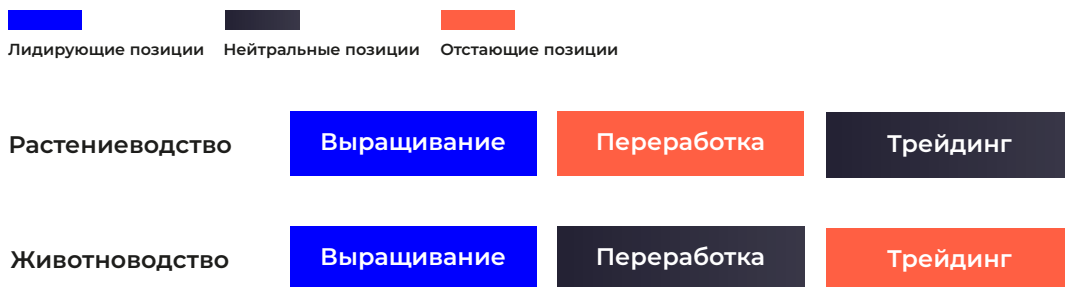 Лидирующие позиции Нейтральные позиции Отстающие позиции
Растениеводство Выращивание Переработка Трейдинг
Животноводство Выращивание Переработка Трейдинг